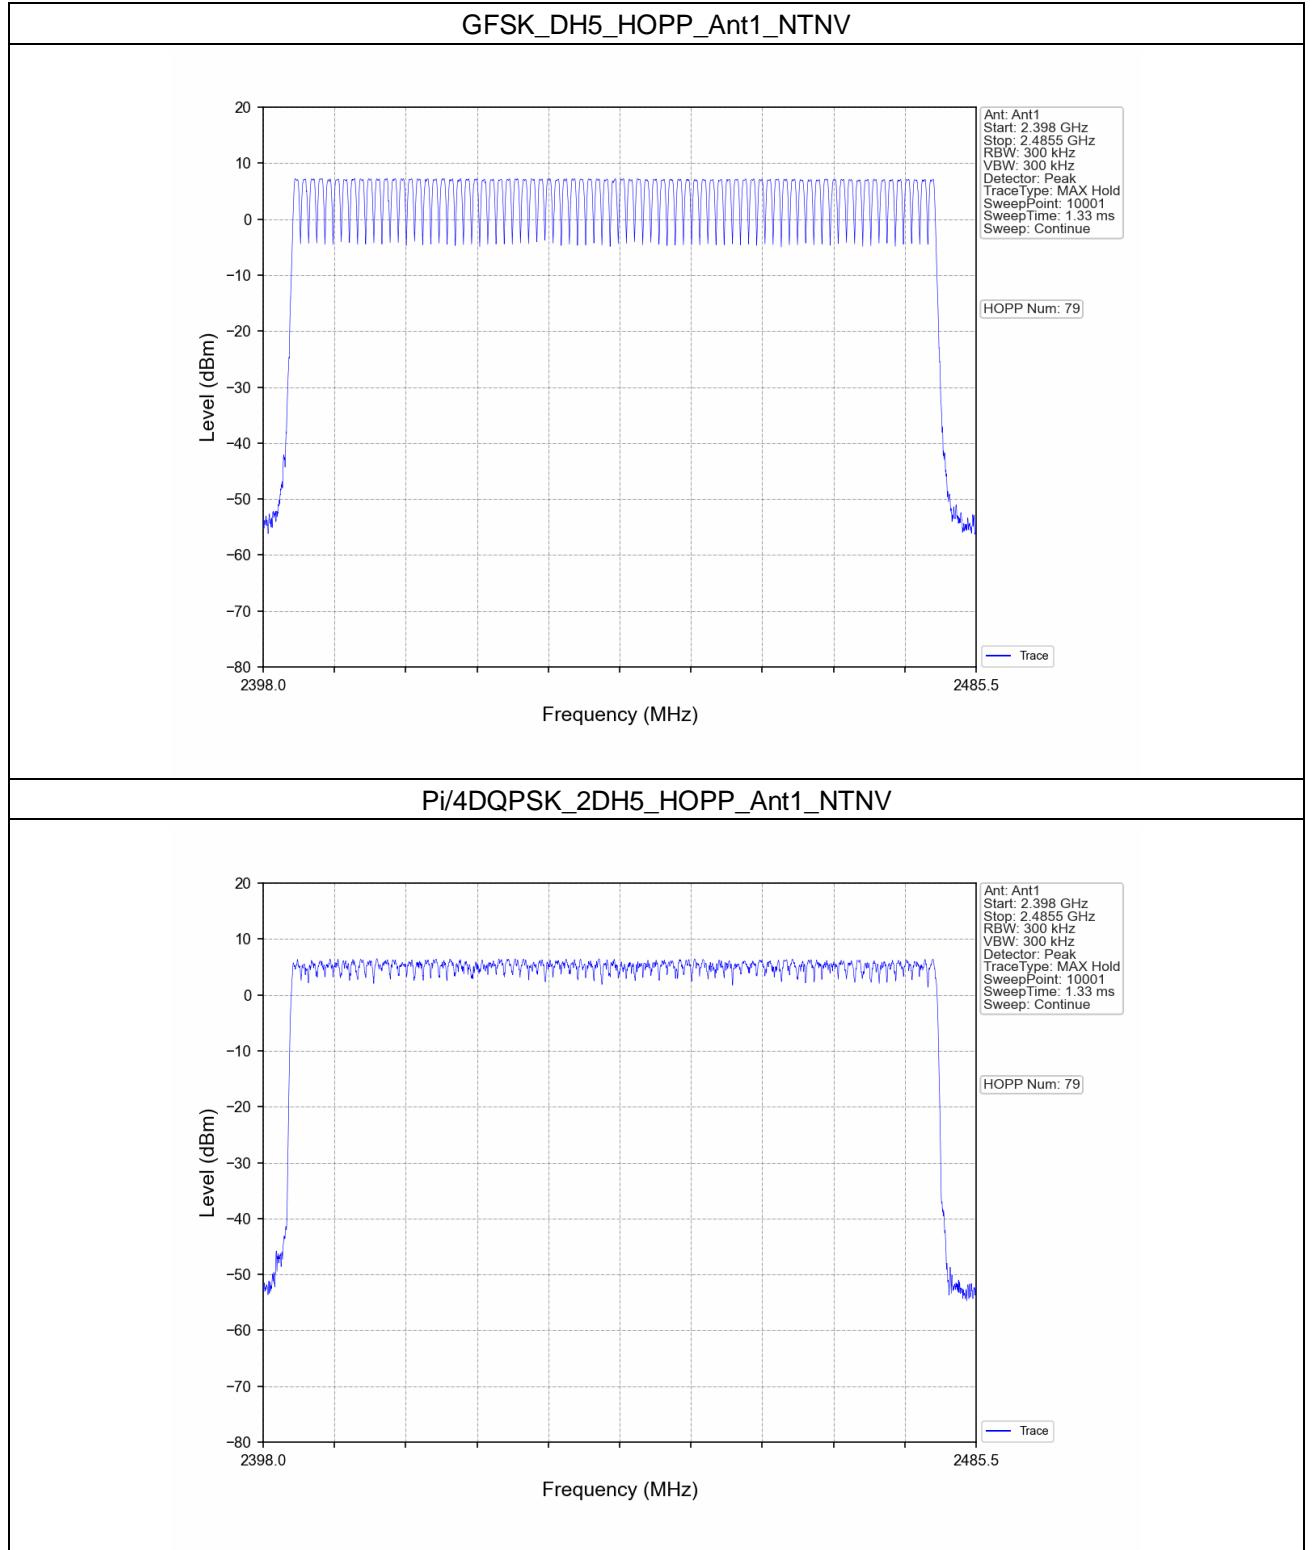 GFSK_DH5_HOPP_Ant1_NTNV
20
10
0
−10
−20
−30
−40
−50
−60
−70
−80
Level (dBm)
2398.0
2485.5
Frequency (MHz)
Ant: Ant1
Start: 2.398 GHz
Stop: 2.4855 GHz
RBW: 300 kHz
VBW: 300 kHz
Detector: Peak
TraceType: MAX Hold
SweepPoint: 10001
SweepTime: 1.33 ms
Sweep: Continue
HOPP Num: 79
Trace
Pi/4DQPSK_2DH5_HOPP_Ant1_NTNV
20
10
0
−10
−20
−30
−40
−50
−60
−70
−80
Level (dBm)
2398.0
2485.5
Frequency (MHz)
Ant: Ant1
Start: 2.398 GHz
Stop: 2.4855 GHz
RBW: 300 kHz
VBW: 300 kHz
Detector: Peak
TraceType: MAX Hold
SweepPoint: 10001
SweepTime: 1.33 ms
Sweep: Continue
HOPP Num: 79
Trace